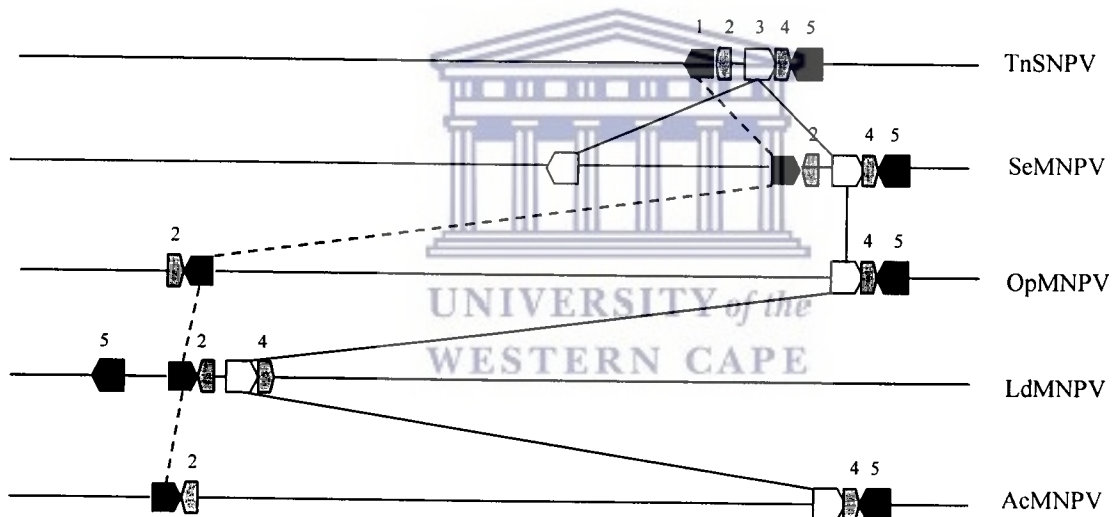 1 2 3 4 5
TnSNPV
2 4 5
SeMNPV
2 4 5
OpMNPV
UNIVERSITY of the
5 2 4
WESTERN CAPE
LdMNPV
2 4 5
AcMNPV